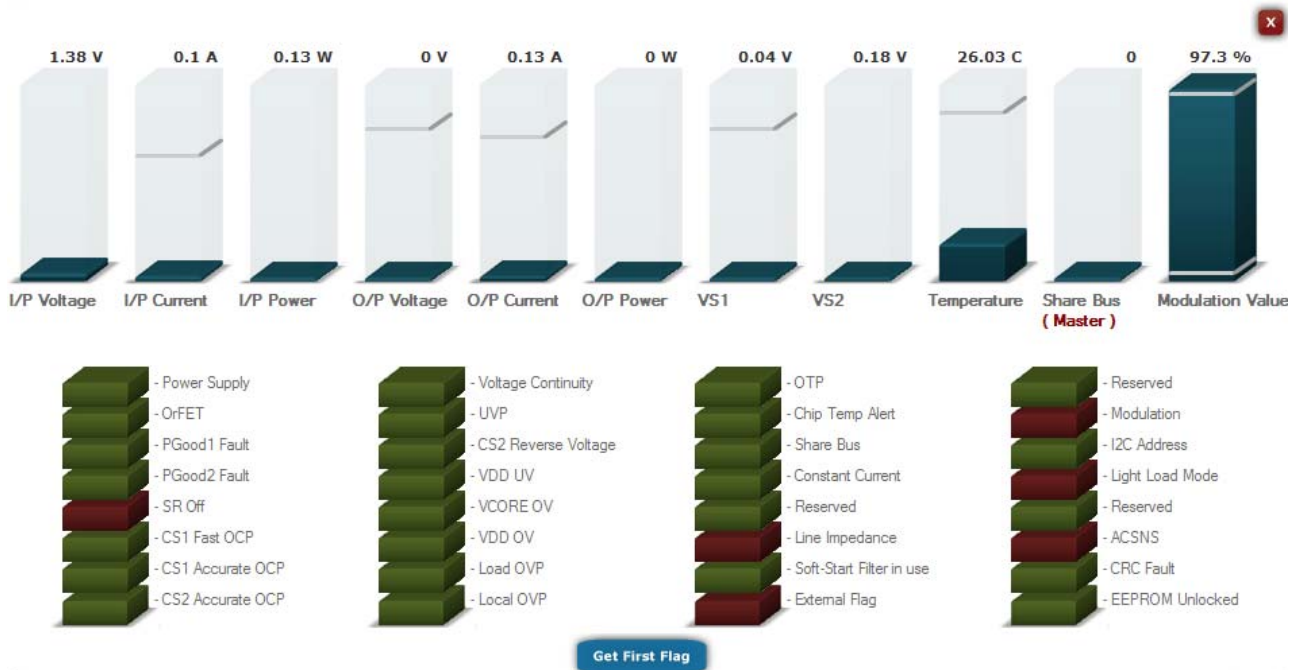 X
1.38 V
0.1 A
0.13 W
0 V
0.13 A
0 W
0.04 V
0.18 V
26.03 C
0
97.3 %
I/P Voltage
I/P Current
I/P Power
O/P Voltage
O/P Current
O/P Power
VS1
VS2
Temperature
Share Bus
( Master )
Modulation Value
- Power Supply
- OrFET
- PGood1 Fault
- PGood2 Fault
- SR Off
- CS1 Fast OCP
- CS1 Accurate OCP
- CS2 Accurate OCP
- Voltage Continuity
- UVP
- CS2 Reverse Voltage
- VDD UV
- VCORE OV
- VDD OV
- Load OVP
- Local OVP
- OTP
- Chip Temp Alert
- Share Bus
- Constant Current
- Reserved
- Line Impedance
- Soft-Start Filter in use
- External Flag
- Reserved
- Modulation
- I2C Address
- Light Load Mode
- Reserved
- ACSNS
- CRC Fault
- EEPROM Unlocked
Get First Flag